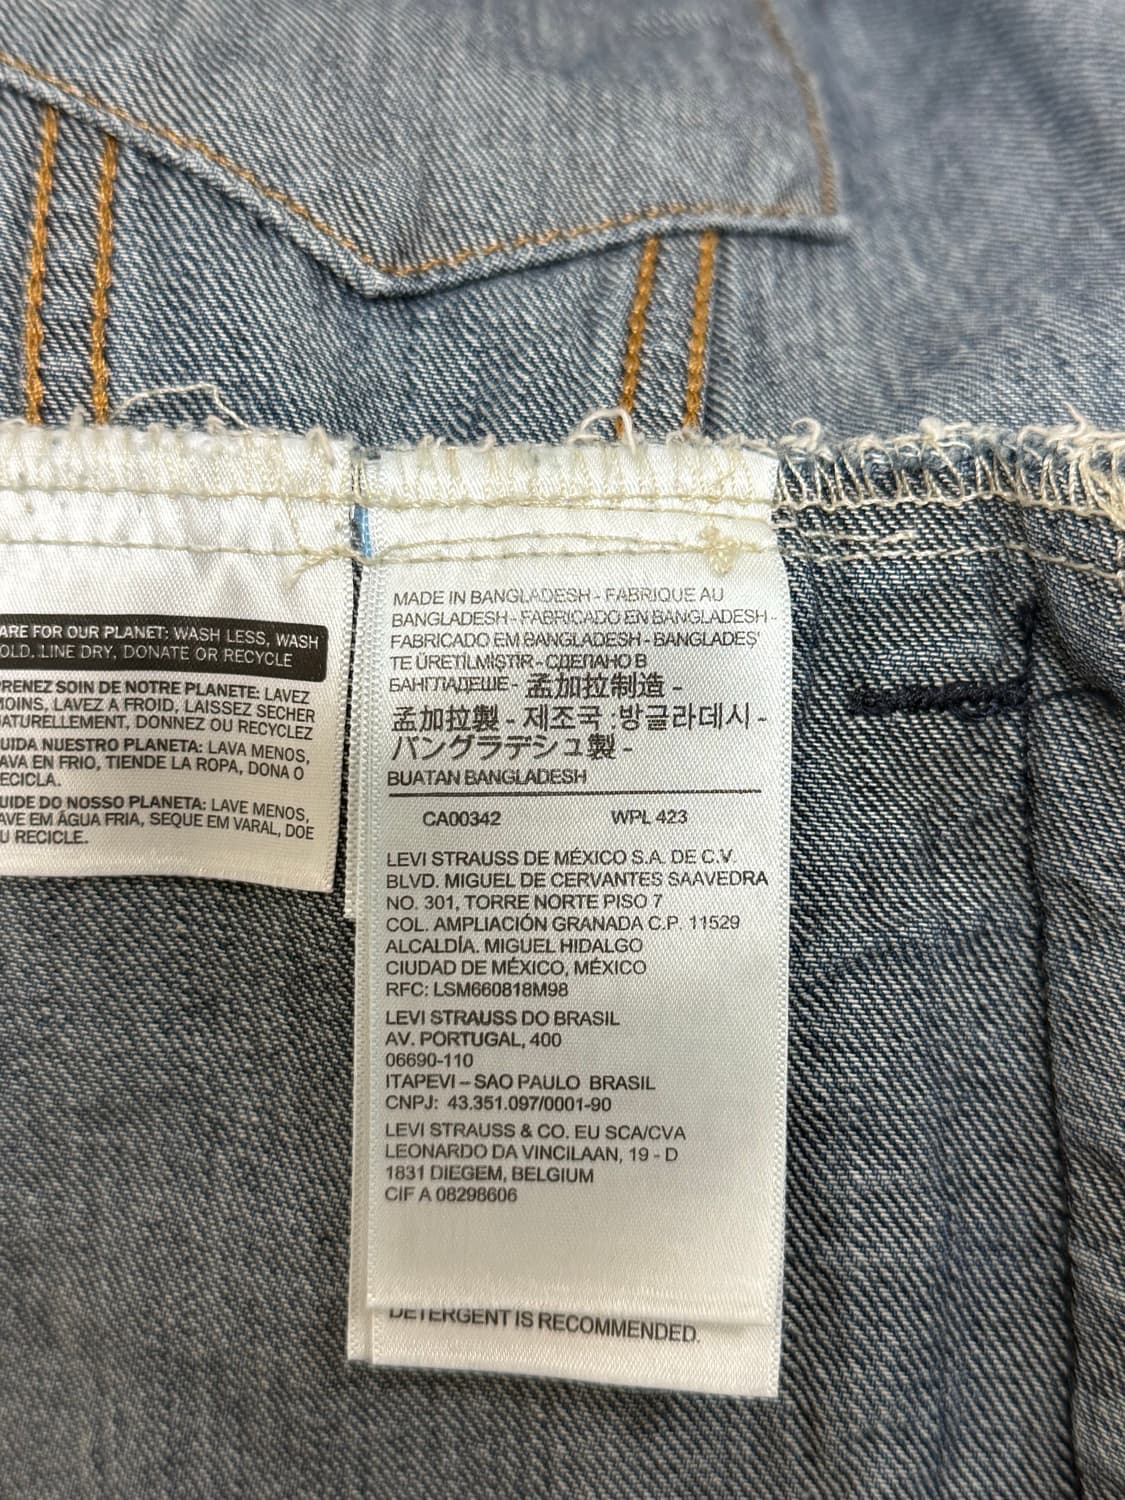 ARE FOR OUR PLANET: WASH LESS, WASH
OLD, LINE DRY, DONATE OR RECYCLE
PRENEZ SOIN DE NOTRE PLANETE: LAVEZ
MOINS, LAVEZ A FROID, LAISSEZ SECHER
NATURELLEMENT, DONNEZ OU RECYCLEZ
UIDA NUESTRO PLANETA: LAVA MENOS,
AVA EN FRIO, TIENDE LA ROPA, DONA O
ECICLA.
UIDE DO NOSSO PLANETA: LAVE MENOS,
AVE EM ÁGUA FRIA, SEQUE EM VARAL, DOE
U RECICLE.
MADE IN BANGLADESH - FABRIQUE AU
BANGLADESH - FABRICADO EN BANGLADESH -
FABRICADO EM BANGLADESH - BANGLADEŞ'
TE ÜRETİLMİŞTİR - СДЕЛАНО В
БАНГЛАДЕШЕ - 孟加拉制造 -
孟加拉製 - 제조국 :방글라데시 -
バングラデシュ製 -
BUATAN BANGLADESH
CA00342 WPL 423
LEVI STRAUSS DE MÉXICO S.A. DE C.V.
BLVD. MIGUEL DE CERVANTES SAAVEDRA
NO. 301, TORRE NORTE PISO 7
COL. AMPLIACIÓN GRANADA C.P. 11529
ALCALDÍA. MIGUEL HIDALGO
CIUDAD DE MÉXICO, MÉXICO
RFC: LSM660818M98
LEVI STRAUSS DO BRASIL
AV. PORTUGAL, 400
06690-110
ITAPEVI – SAO PAULO BRASIL
CNPJ: 43.351.097/0001-90
LEVI STRAUSS & CO. EU SCA/CVA
LEONARDO DA VINCILAAN, 19 - D
1831 DIEGEM, BELGIUM
CIF A 08298606
DETERGENT IS RECOMMENDED.